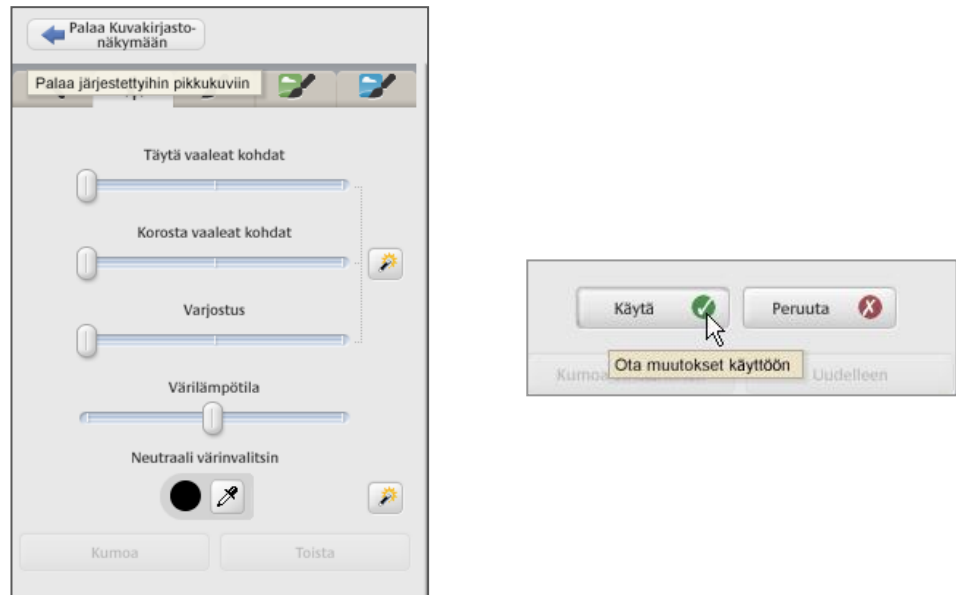 Palaa Kuvakirjasto-
näkymään
Palaa järjestettyihin pikkukuviin
Täytä vaaleat kohdat
Korosta vaaleat kohdat
Varjostus
Värilämpötila
Neutraali värinvalitsin
Kumoa Toista
Käytä Peruuta
Ota muutokset käyttöön
Kumoa Uudelleen